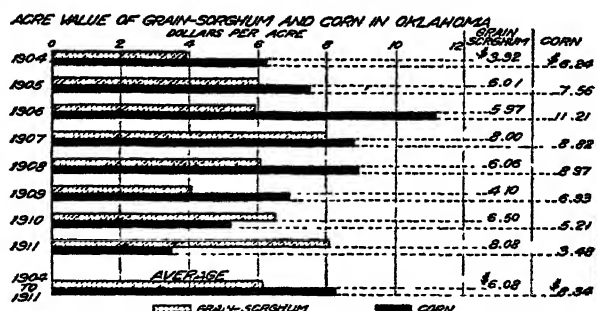 ACRE VALUE OF GRAIN-SORGHUM AND CORN IN OKLAHOMA
DOLLARS PER ACRE
GRAIN SORGHUM CORN
0 2 4 6 8 10 12
1904 $3.92 $6.24
1905 6.01 7.56
1906 5.97 11.21
1907 8.00 8.82
1908 6.06 8.97
1909 4.10 6.93
1910 6.50 5.21
1911 8.08 3.48
AVERAGE
1904 TO 1911 $6.08 $8.34
GRAIN-SORGHUM CORN